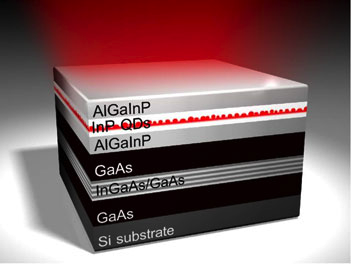 AlGaInP
InP QDs
AlGaInP
GaAs
InGaAs/GaAs
GaAs
Si substrate